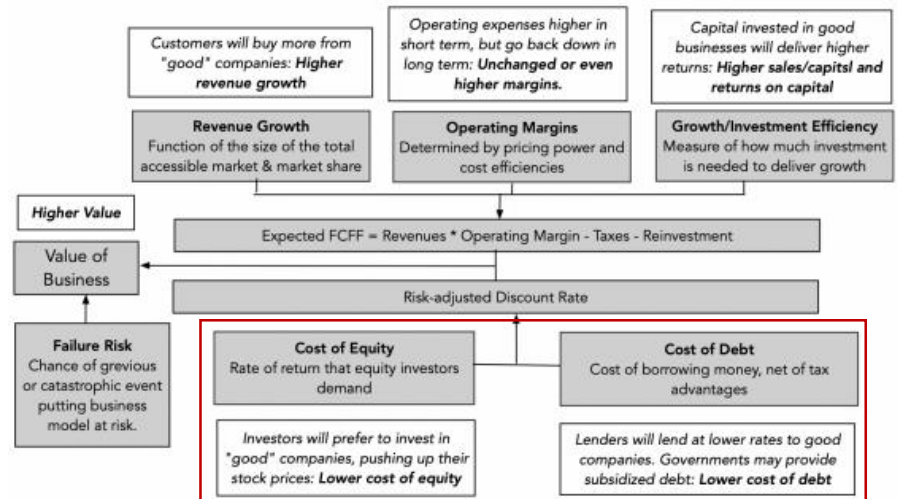 Customers will buy more from
"good" companies: Higher
revenue growth
Operating expenses higher in
short term, but go back down in
long term: Unchanged or even
higher margins.
Capital invested in good
businesses will deliver higher
returns: Higher sales/capitsl and
returns on capital
Revenue Growth
Function of the size of the total
accessible market & market share
Operating Margins
Determined by pricing power and
cost efficiencies
Growth/Investment Efficiency
Measure of how much investment
is needed to deliver growth
Higher Value
Expected FCFF = Revenues * Operating Margin - Taxes - Reinvestment
Value of
Business
Risk-adjusted Discount Rate
Failure Risk
Chance of grevious
or catastrophic event
putting business
model at risk.
Cost of Equity
Rate of return that equity investors
demand
Cost of Debt
Cost of borrowing money, net of tax
advantages
Investors will prefer to invest in
"good" companies, pushing up their
stock prices: Lower cost of equity
Lenders will lend at lower rates to good
companies. Governments may provide
subsidized debt: Lower cost of debt